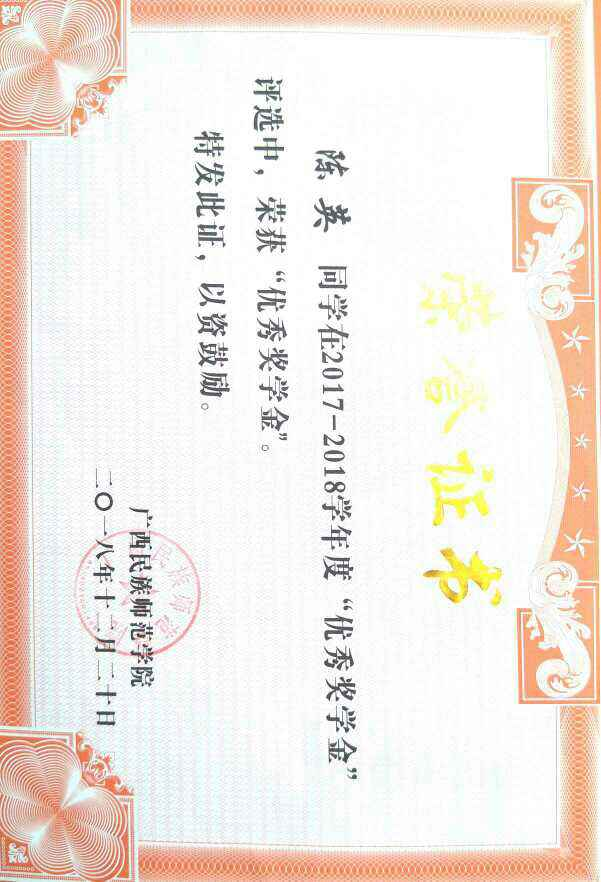 荣誉证书
陈英 同学在2017-2018学年度“优秀奖学金”
评选中，荣获“优秀奖学金”。
特发此证，以资鼓励。
广西民族师范学院
二〇一八年十二月二十日